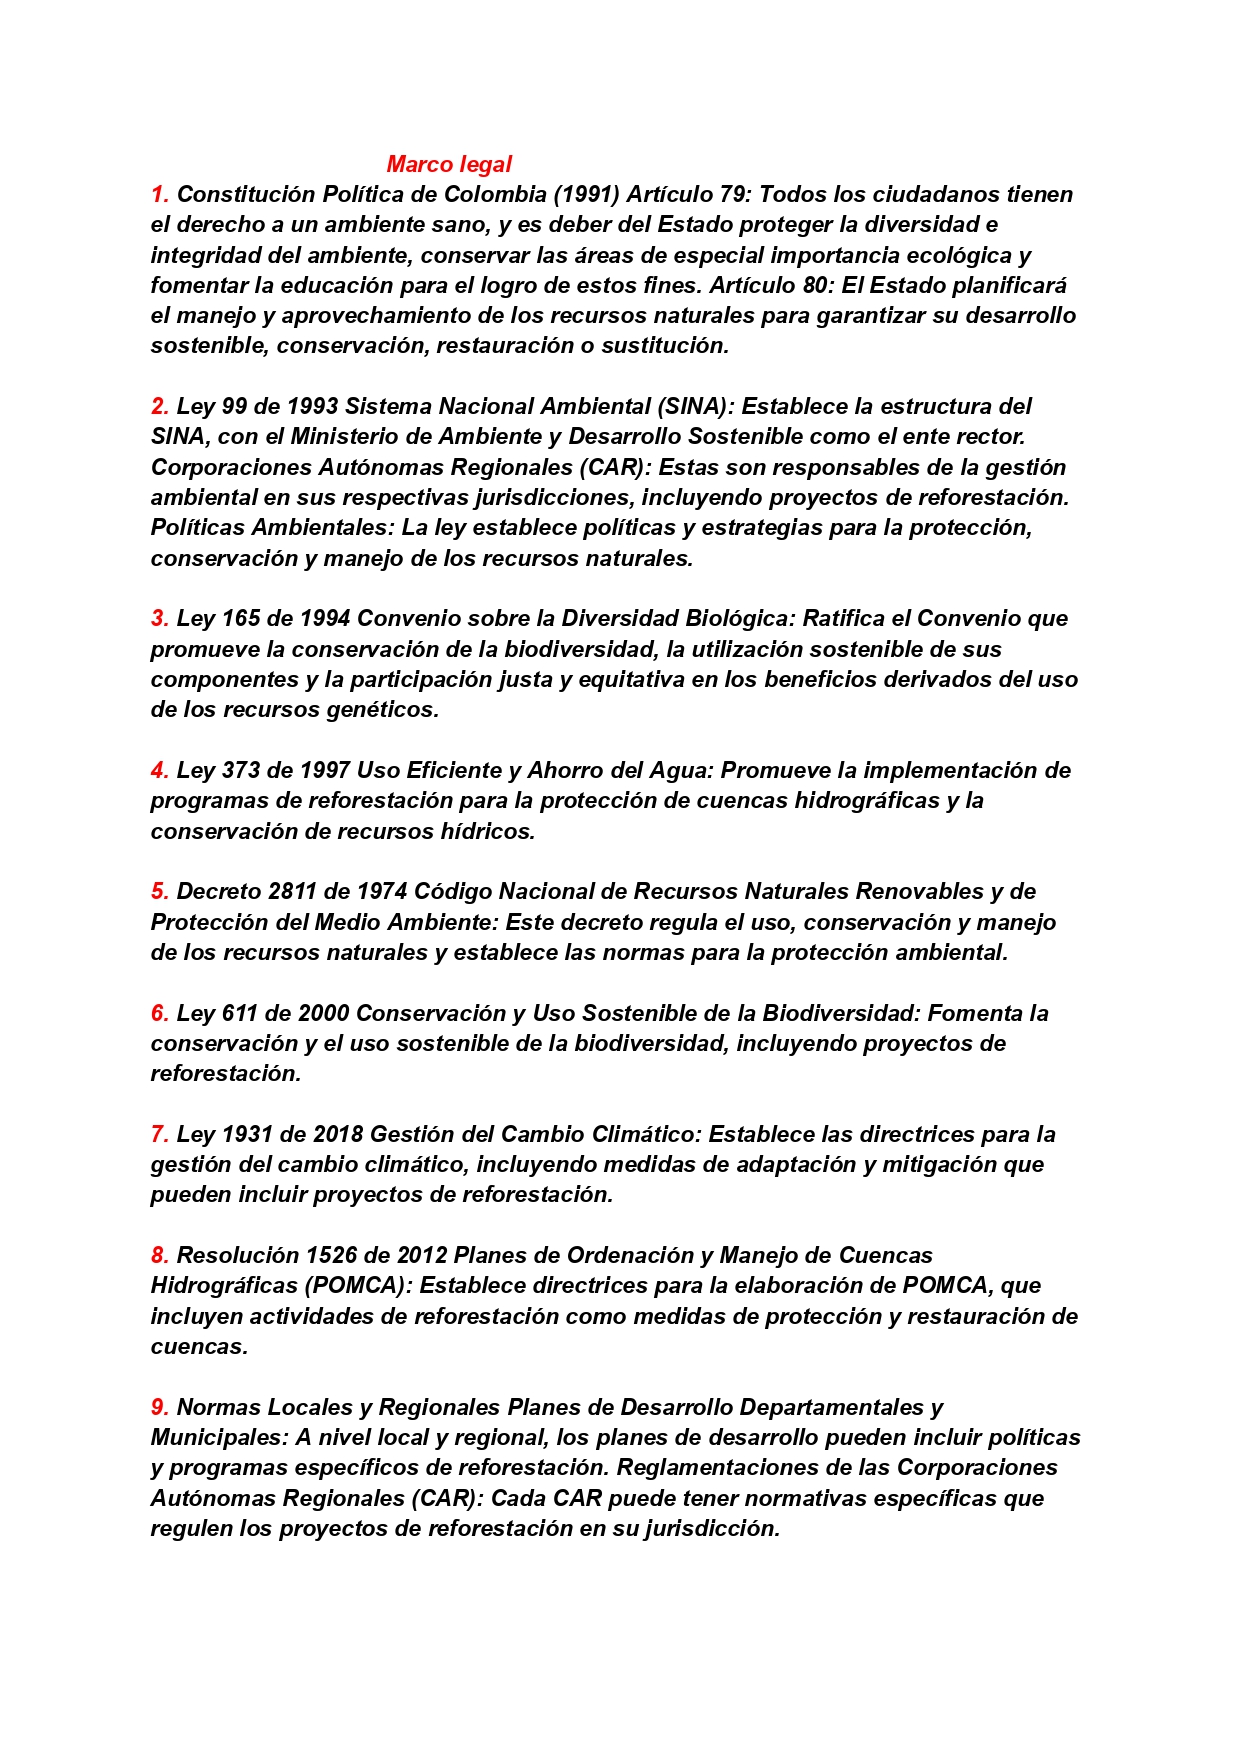 Marco legal
1. Constitución Política de Colombia (1991) Artículo 79: Todos los ciudadanos tienen
el derecho a un ambiente sano, y es deber del Estado proteger la diversidad e
integridad del ambiente, conservar las áreas de especial importancia ecológica y
fomentar la educación para el logro de estos fines. Artículo 80: El Estado planificará
el manejo y aprovechamiento de los recursos naturales para garantizar su desarrollo
sostenible, conservación, restauración o sustitución.
2. Ley 99 de 1993 Sistema Nacional Ambiental (SINA): Establece la estructura del
SINA, con el Ministerio de Ambiente y Desarrollo Sostenible como el ente rector.
Corporaciones Autónomas Regionales (CAR): Estas son responsables de la gestión
ambiental en sus respectivas jurisdicciones, incluyendo proyectos de reforestación.
Políticas Ambientales: La ley establece políticas y estrategias para la protección,
conservación y manejo de los recursos naturales.
3. Ley 165 de 1994 Convenio sobre la Diversidad Biológica: Ratifica el Convenio que
promueve la conservación de la biodiversidad, la utilización sostenible de sus
componentes y la participación justa y equitativa en los beneficios derivados del uso
de los recursos genéticos.
4. Ley 373 de 1997 Uso Eficiente y Ahorro del Agua: Promueve la implementación de
programas de reforestación para la protección de cuencas hidrográficas y la
conservación de recursos hídricos.
5. Decreto 2811 de 1974 Código Nacional de Recursos Naturales Renovables y de
Protección del Medio Ambiente: Este decreto regula el uso, conservación y manejo
de los recursos naturales y establece las normas para la protección ambiental.
6. Ley 611 de 2000 Conservación y Uso Sostenible de la Biodiversidad: Fomenta la
conservación y el uso sostenible de la biodiversidad, incluyendo proyectos de
reforestación.
7. Ley 1931 de 2018 Gestión del Cambio Climático: Establece las directrices para la
gestión del cambio climático, incluyendo medidas de adaptación y mitigación que
pueden incluir proyectos de reforestación.
8. Resolución 1526 de 2012 Planes de Ordenación y Manejo de Cuencas
Hidrográficas (POMCA): Establece directrices para la elaboración de POMCA, que
incluyen actividades de reforestación como medidas de protección y restauración de
cuencas.
9. Normas Locales y Regionales Planes de Desarrollo Departamentales y
Municipales: A nivel local y regional, los planes de desarrollo pueden incluir políticas
y programas específicos de reforestación. Reglamentaciones de las Corporaciones
Autónomas Regionales (CAR): Cada CAR puede tener normativas específicas que
regulen los proyectos de reforestación en su jurisdicción.